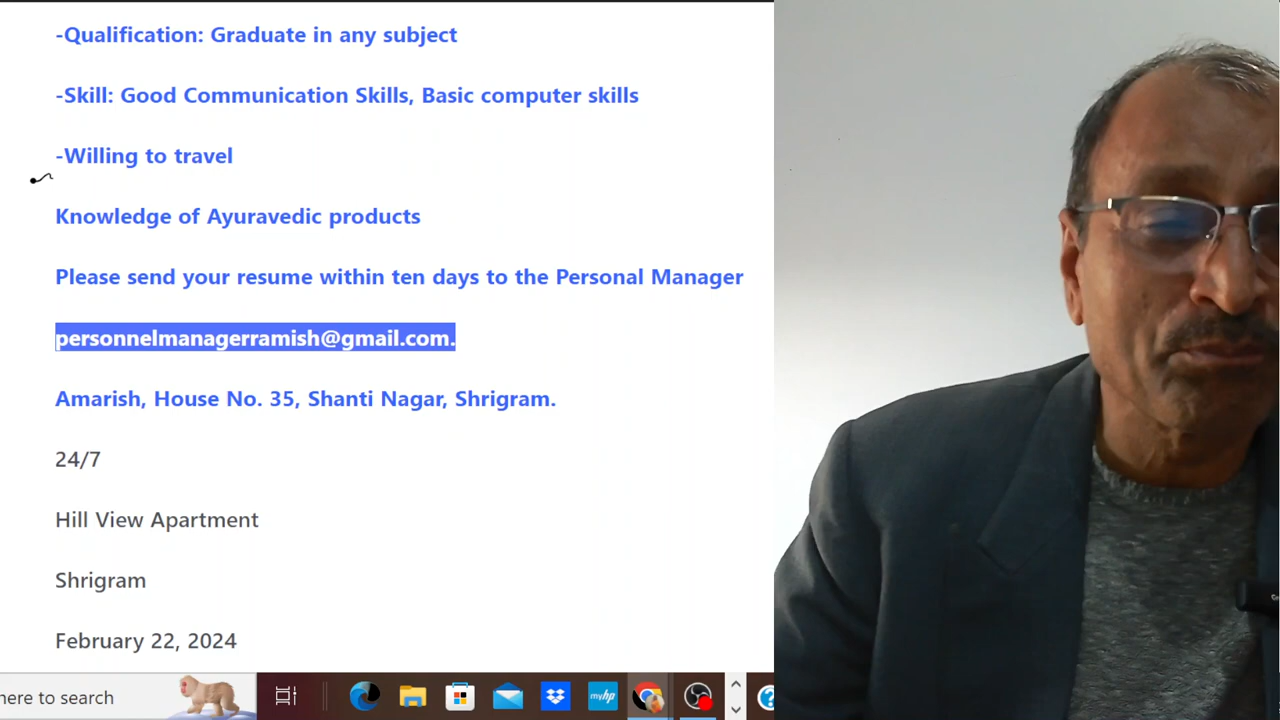 -Qualification: Graduate in any subject
-Skill: Good Communication Skills, Basic computer skills
-Willing to travel
Knowledge of Ayuravedic products
Please send your resume within ten days to the Personal Manager
personnelmanagerramish@gmail.com.
Amarish, House No. 35, Shanti Nagar, Shrigram.
24/7
Hill View Apartment
Shrigram
February 22, 2024
here to search
myhp